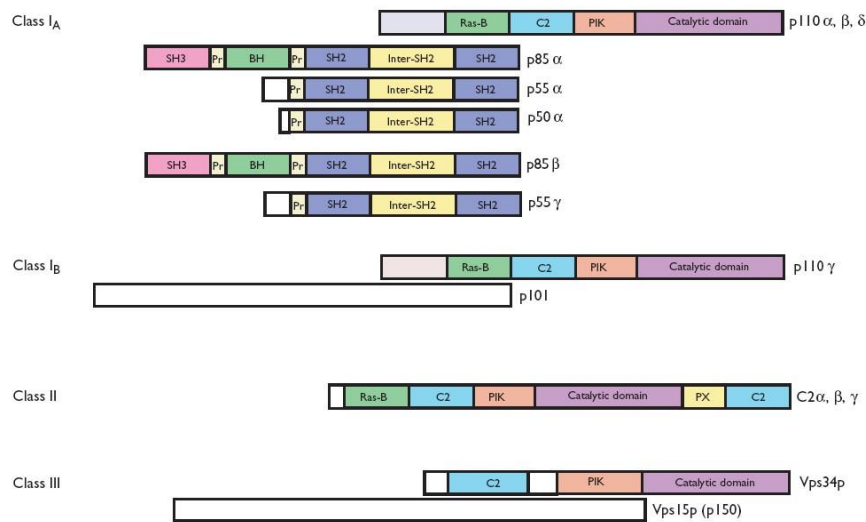 Class I_A Ras-B C2 PIK Catalytic domain p110 α, β, δ
SH3 Pr BH Pr SH2 Inter-SH2 SH2 p85 α
Pr SH2 Inter-SH2 SH2 p55 α
Pr SH2 Inter-SH2 SH2 p50 α
SH3 Pr BH Pr SH2 Inter-SH2 SH2 p85 β
Pr SH2 Inter-SH2 SH2 p55 γ
Class I_B Ras-B C2 PIK Catalytic domain p110 γ
p101
Class II Ras-B C2 PIK Catalytic domain PX C2 C2α, β, γ
Class III C2 PIK Catalytic domain Vps34p
Vps15p (p150)